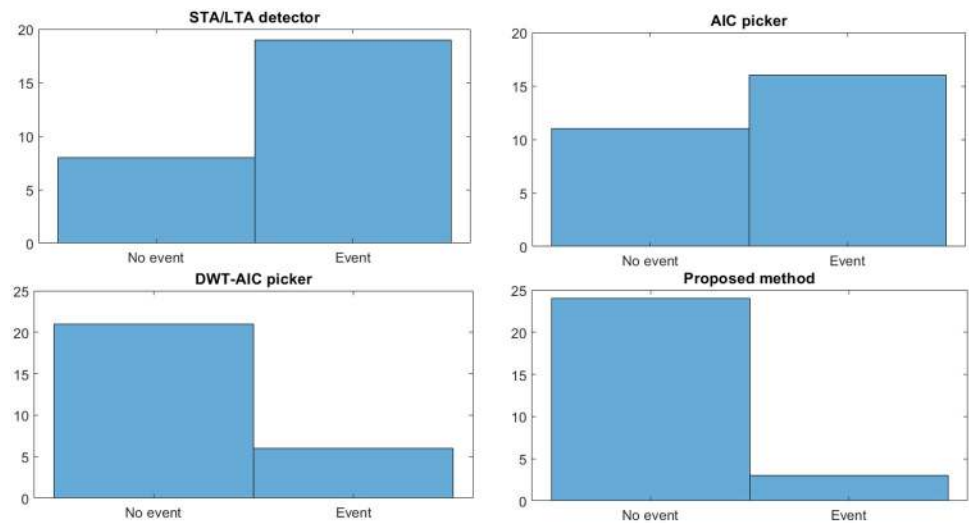 STA/LTA detector
20
15
10
5
0
No event
Event
AIC picker
20
15
10
5
0
No event
Event
DWT-AIC picker
25
20
15
10
5
0
No event
Event
Proposed method
25
20
15
10
5
0
No event
Event